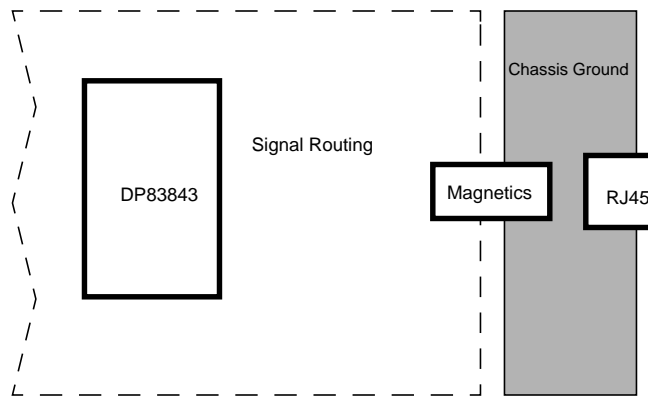 Chassis Ground
Signal Routing
DP83843
Magnetics
RJ45